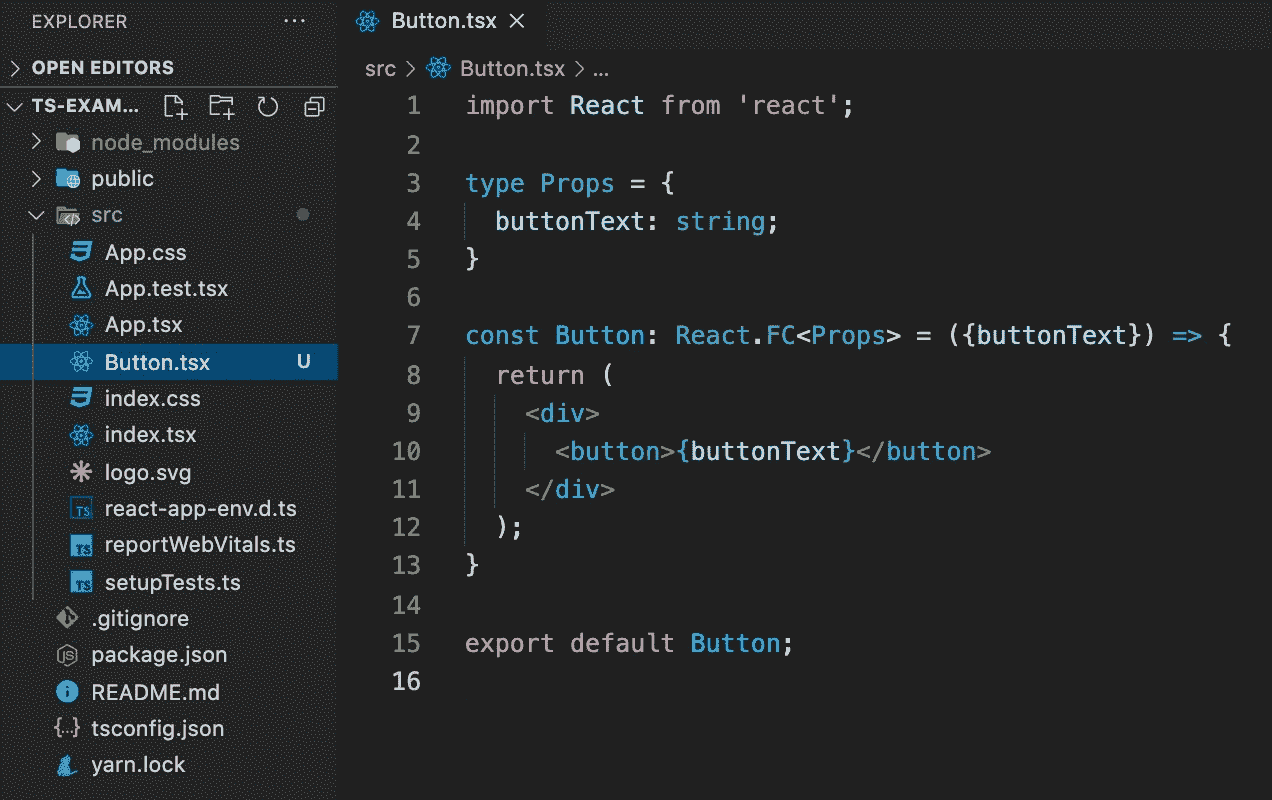 EXPLORER ...
OPEN EDITORS
TS-EXAM...
node_modules
public
src
App.css
App.test.tsx
App.tsx
Button.tsx U
index.css
index.tsx
logo.svg
TS react-app-env.d.ts
TS reportWebVitals.ts
TS setupTests.ts
.gitignore
JS package.json
i README.md
{...} tsconfig.json
yarn.lock
Button.tsx ×
src > Button.tsx > ...
1 import React from 'react';
2
3 type Props = {
4   buttonText: string;
5 }
6
7 const Button: React.FC<Props> = ({buttonText}) => {
8   return (
9     <div>
10       <button>{buttonText}</button>
11     </div>
12   );
13 }
14
15 export default Button;
16